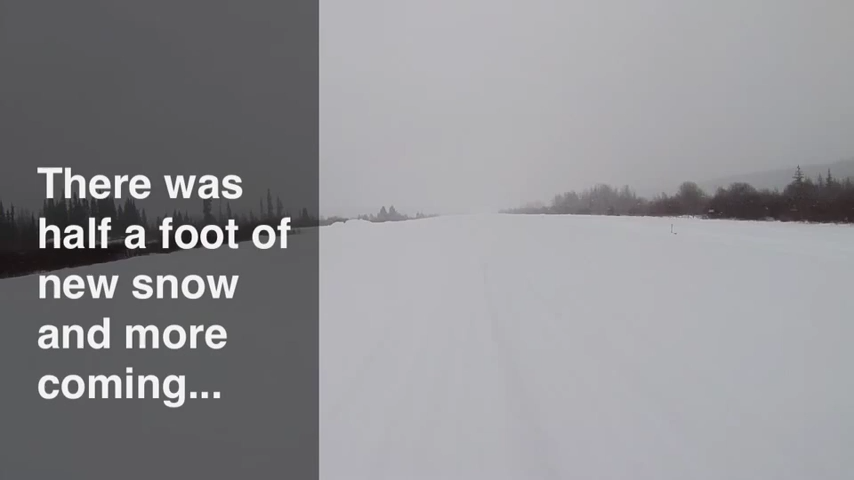 There was
half a foot of
new snow
and more
coming...